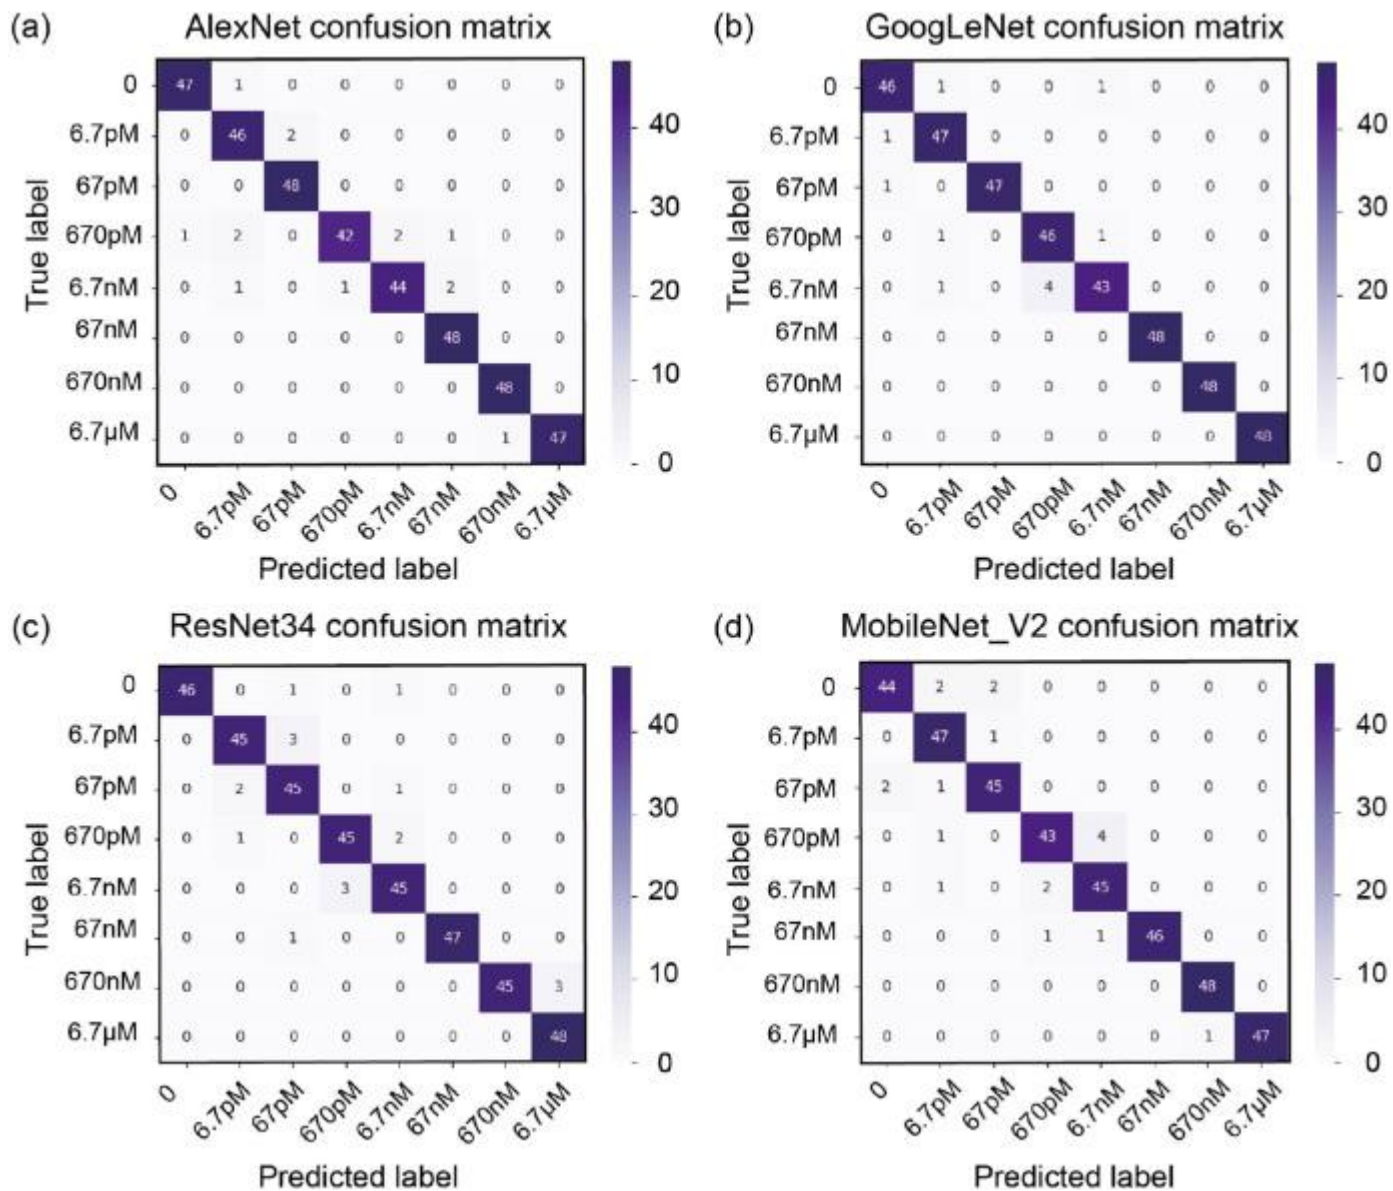 (a) AlexNet confusion matrix
0 47 1 0 0 0 0 0 0
6.7pM 0 46 2 0 0 0 0 0
67pM 0 0 48 0 0 0 0 0
670pM 1 2 0 42 2 1 0 0
6.7nM 0 1 0 1 44 2 0 0
67nM 0 0 0 0 0 48 0 0
670nM 0 0 0 0 0 0 48 0
6.7μM 0 0 0 0 0 0 1 47
True label
0 6.7pM 67pM 670pM 6.7nM 67nM 670nM 6.7μM
Predicted label
40
30
20
10
0
(b) GoogLeNet confusion matrix
0 46 1 0 0 1 0 0 0
6.7pM 1 47 0 0 0 0 0 0
67pM 1 0 47 0 0 0 0 0
670pM 0 1 0 46 1 0 0 0
6.7nM 0 1 0 4 43 0 0 0
67nM 0 0 0 0 0 48 0 0
670nM 0 0 0 0 0 0 48 0
6.7μM 0 0 0 0 0 0 0 48
True label
0 6.7pM 67pM 670pM 6.7nM 67nM 670nM 6.7μM
Predicted label
40
30
20
10
0
(c) ResNet34 confusion matrix
0 46 0 1 0 1 0 0 0
6.7pM 0 45 3 0 0 0 0 0
67pM 0 2 45 0 1 0 0 0
670pM 0 1 0 45 2 0 0 0
6.7nM 0 0 0 3 45 0 0 0
67nM 0 0 1 0 0 47 0 0
670nM 0 0 0 0 0 0 45 3
6.7μM 0 0 0 0 0 0 0 48
True label
0 6.7pM 67pM 670pM 6.7nM 67nM 670nM 6.7μM
Predicted label
40
30
20
10
0
(d) MobileNet_V2 confusion matrix
0 44 2 2 0 0 0 0 0
6.7pM 0 47 1 0 0 0 0 0
67pM 2 1 45 0 0 0 0 0
670pM 0 1 0 43 4 0 0 0
6.7nM 0 1 0 2 45 0 0 0
67nM 0 0 0 1 1 46 0 0
670nM 0 0 0 0 0 0 48 0
6.7μM 0 0 0 0 0 0 1 47
True label
0 6.7pM 67pM 670pM 6.7nM 67nM 670nM 6.7μM
Predicted label
40
30
20
10
0